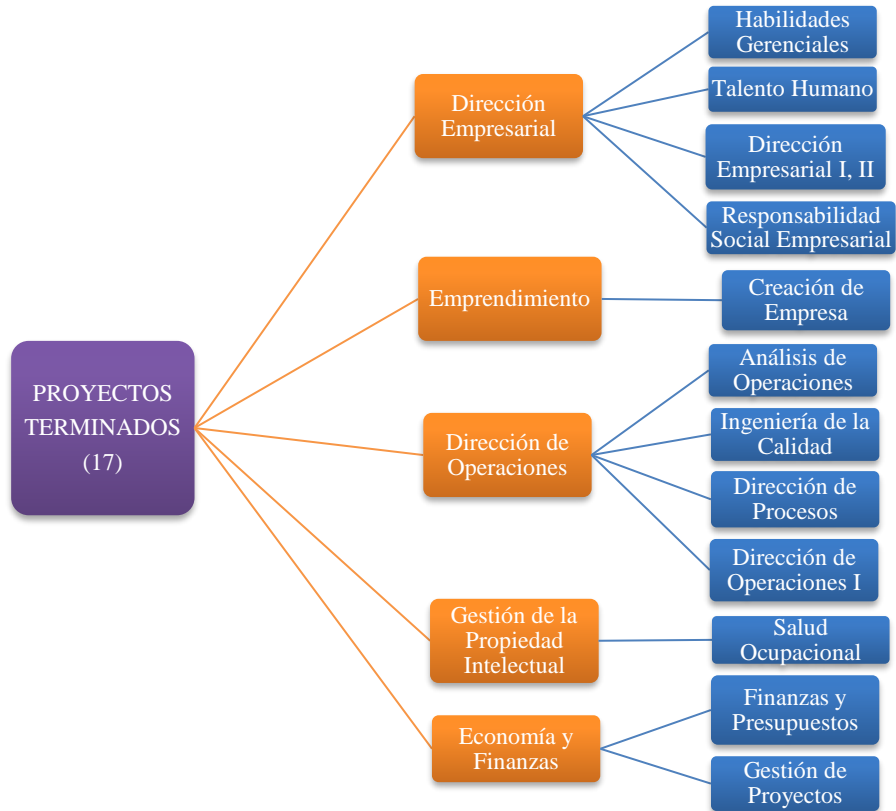 PROYECTOS
TERMINADOS
(17)
Dirección
Empresarial
Habilidades
Gerenciales
Talento Humano
Dirección
Empresarial I, II
Responsabilidad
Social Empresarial
Emprendimiento
Creación de
Empresa
Dirección de
Operaciones
Análisis de
Operaciones
Ingeniería de la
Calidad
Dirección de
Procesos
Dirección de
Operaciones I
Gestión de la
Propiedad
Intelectual
Salud
Ocupacional
Economía y
Finanzas
Finanzas y
Presupuestos
Gestión de
Proyectos